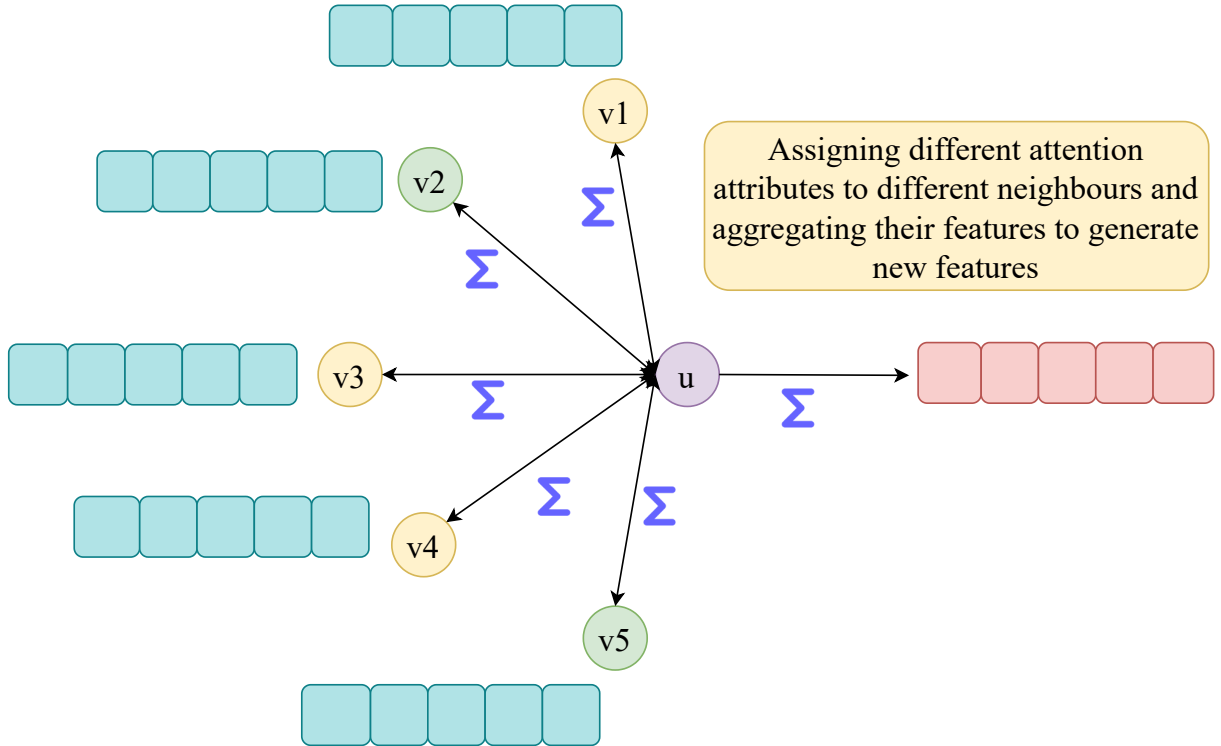 v1
Assigning different attention
attributes to different neighbours and
aggregating their features to generate
new features
v2
Σ
Σ
v3
Σ
u
Σ
v4
Σ
Σ
v5